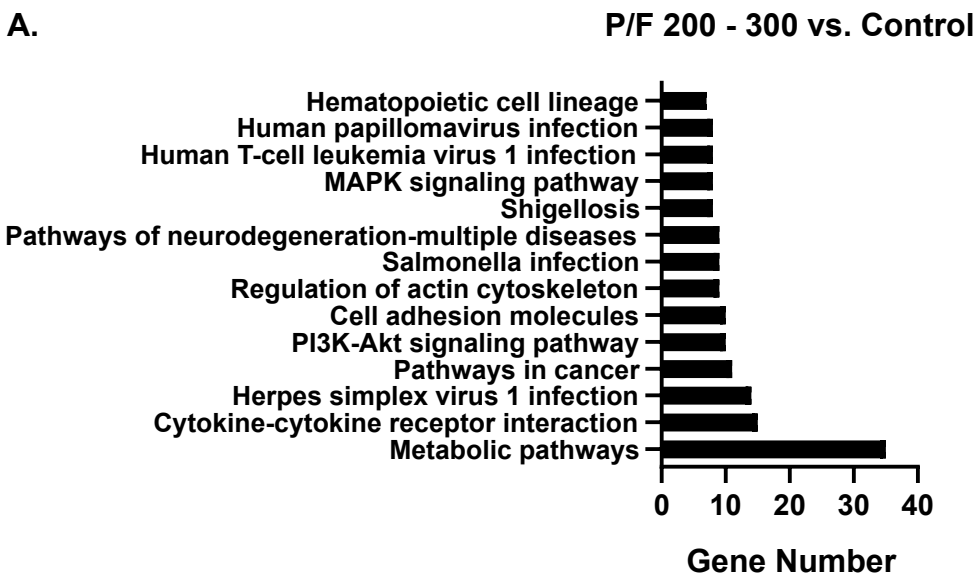 A.
P/F 200 - 300 vs. Control
Hematopoietic cell lineage
Human papillomavirus infection
Human T-cell leukemia virus 1 infection
MAPK signaling pathway
Shigellosis
Pathways of neurodegeneration-multiple diseases
Salmonella infection
Regulation of actin cytoskeleton
Cell adhesion molecules
PI3K-Akt signaling pathway
Pathways in cancer
Herpes simplex virus 1 infection
Cytokine-cytokine receptor interaction
Metabolic pathways
0 10 20 30 40
Gene Number